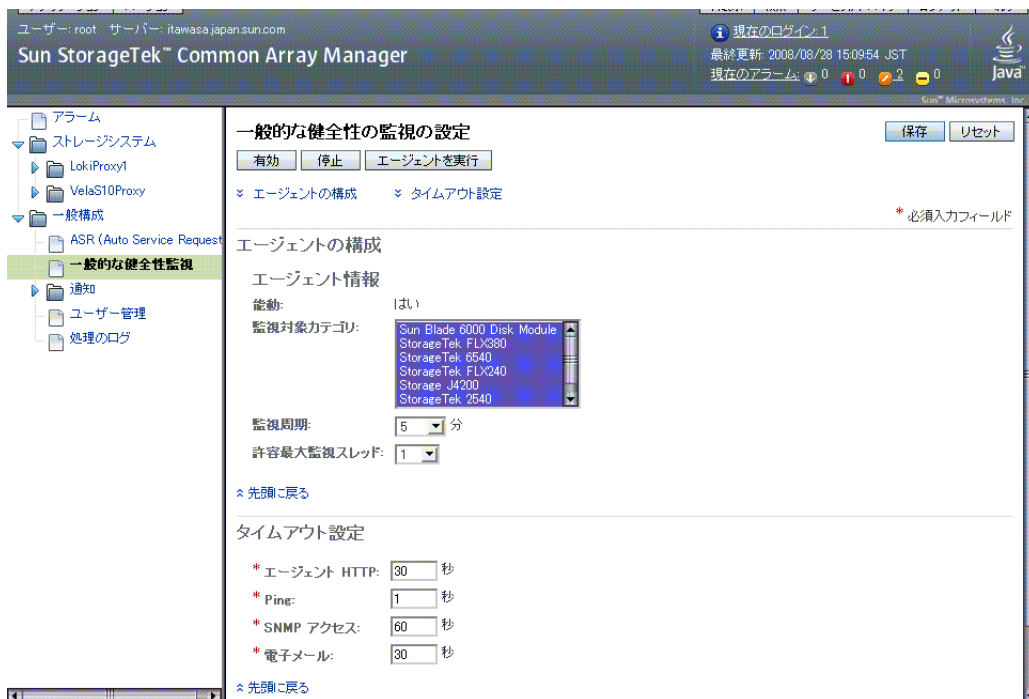 ユーザー: root サーバー: itawasa.japan.sun.com
Sun StorageTek™ Common Array Manager
現在のログイン: 1
最終更新: 2008/08/28 15:09:54 JST
現在のアラーム: 0 0 2 0
Java™
Sun™ Microsystems, Inc.
アラーム
ストレージシステム
LokiProxy1
VelaS10Proxy
一般構成
ASR (Auto Service Request
一般的な健全性監視
通知
ユーザー管理
処理のログ
一般的な健全性の監視の設定
保存 リセット
有効 停止 エージェントを実行
エージェントの構成 タイムアウト設定
* 必須入力フィールド
エージェントの構成
エージェント情報
能動: はい
監視対象カテゴリ: Sun Blade 6000 Disk Module
StorageTek FLX380
StorageTek 6540
StorageTek FLX240
Storage J4200
StorageTek 2540
監視周期: 5 分
許容最大監視スレッド: 1
先頭に戻る
タイムアウト設定
* エージェント HTTP: 30 秒
* Ping: 1 秒
* SNMP アクセス: 60 秒
* 電子メール: 30 秒
先頭に戻る